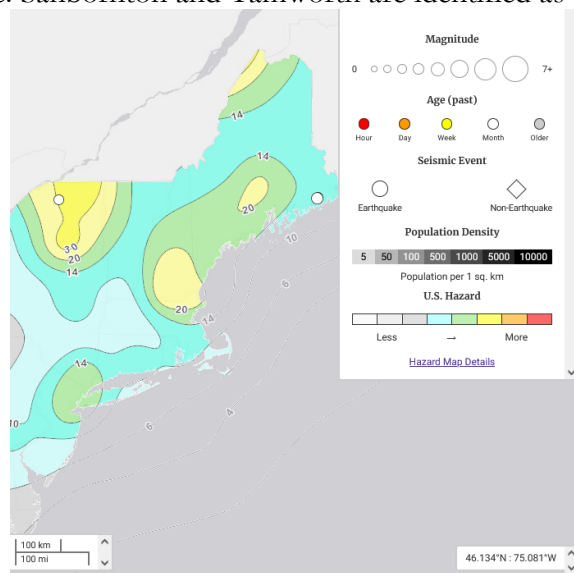 Sanbornton and Tamworth are identified as
Magnitude
0 7+
Age (past)
Hour Day Week Month Older
Seismic Event
Earthquake Non-Earthquake
Population Density
5 50 100 500 1000 5000 10000
Population per 1 sq. km
U.S. Hazard
Less → More
Hazard Map Details
14
14
20
30
20
14
10
20
6
14
14
10
6
4
100 km
100 mi
46.134°N : 75.081°W